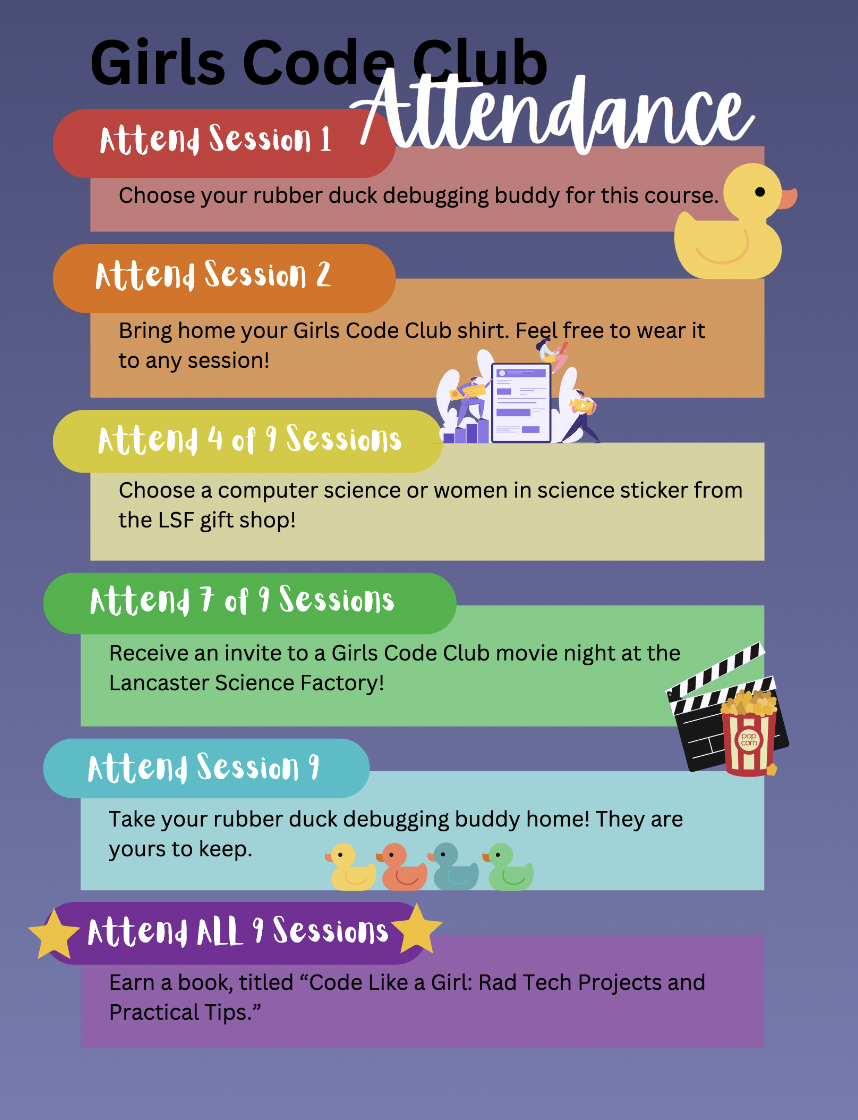 Girls Code Club
Attendance
Attend Session 1
Choose your rubber duck debugging buddy for this course.
Attend Session 2
Bring home your Girls Code Club shirt. Feel free to wear it
to any session!
Attend 4 of 9 Sessions
Choose a computer science or women in science sticker from
the LSF gift shop!
Attend 7 of 9 Sessions
Receive an invite to a Girls Code Club movie night at the
Lancaster Science Factory!
pop
corn
Attend Session 9
Take your rubber duck debugging buddy home! They are
yours to keep.
Attend ALL 9 Sessions
Earn a book, titled “Code Like a Girl: Rad Tech Projects and
Practical Tips.”